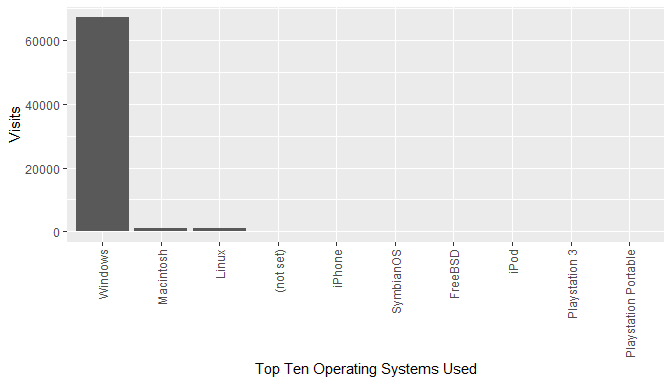 60000
40000
20000
0
Visits
Windows
Macintosh
Linux
(not set)
iPhone
SymbianOS
FreeBSD
iPod
Playstation 3
Playstation Portable
Top Ten Operating Systems Used